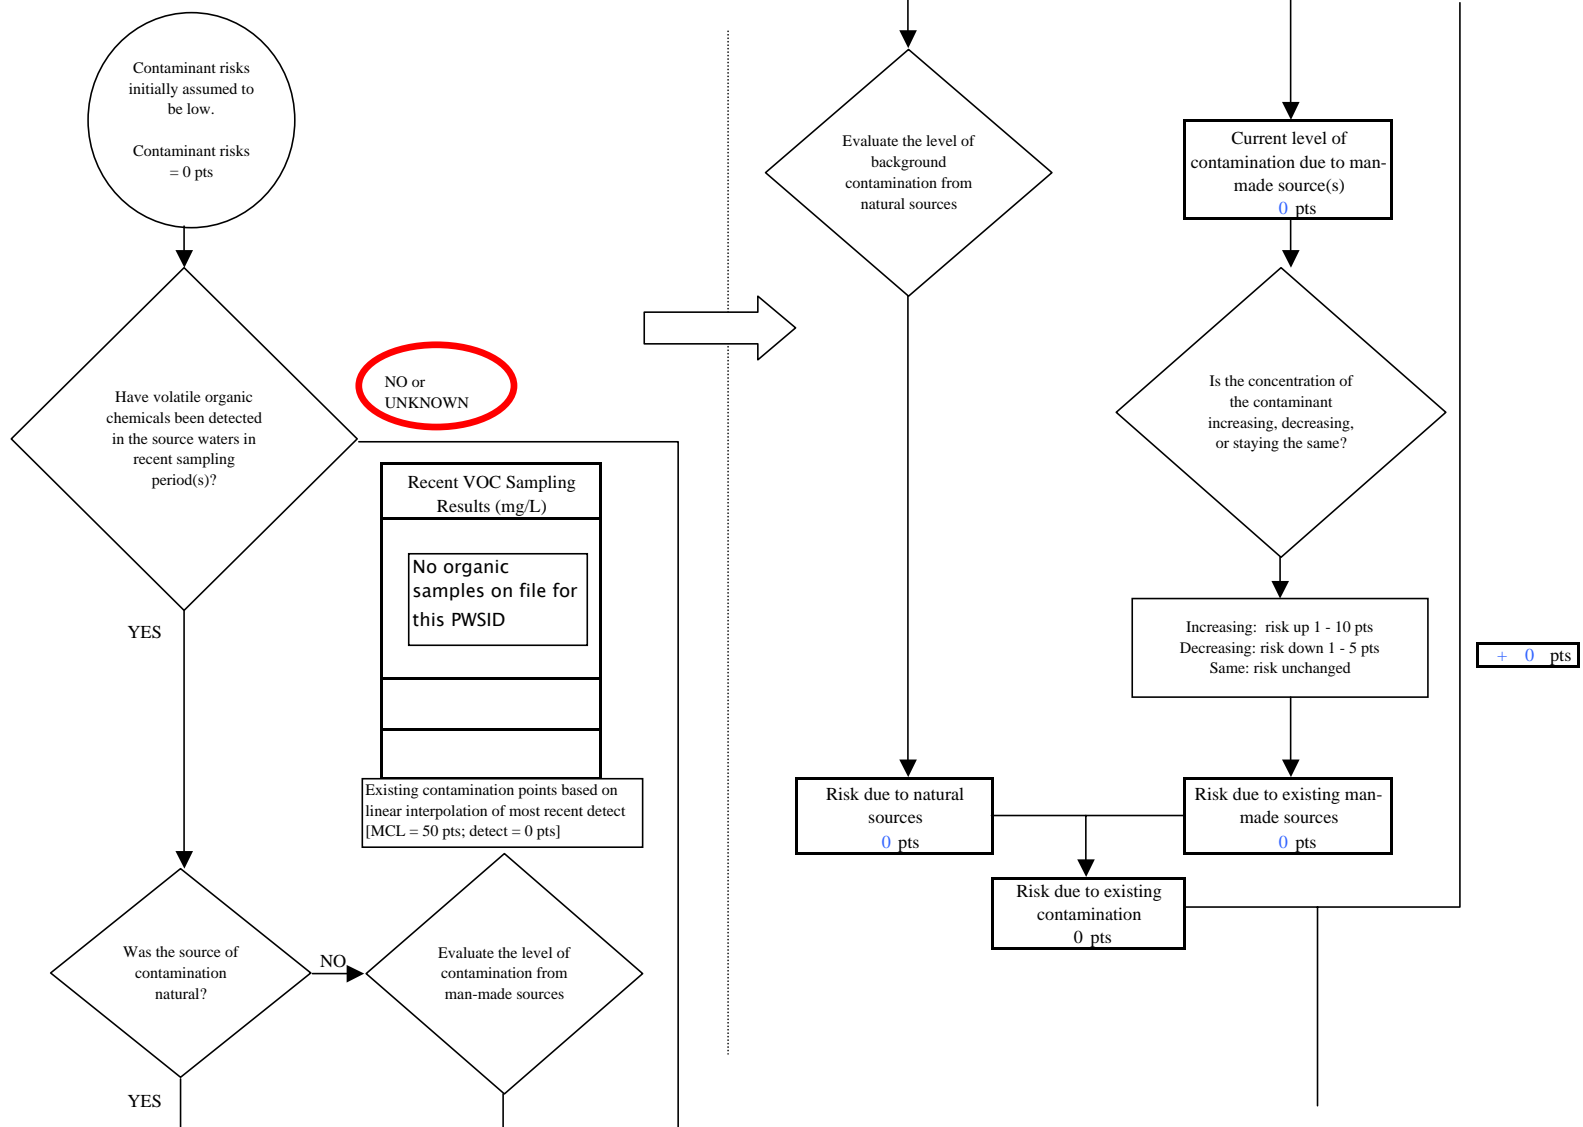 Contaminant risks
initially assumed to
be low.
Contaminant risks
= 0 pts
Have volatile organic
chemicals been detected
in the source waters in
recent sampling
period(s)?
NO or
UNKNOWN
Recent VOC Sampling
Results (mg/L)
No organic
samples on file for
this PWSID
YES
Existing contamination points based on
linear interpolation of most recent detect
[MCL = 50 pts; detect = 0 pts]
Was the source of
contamination
natural?
NO
Evaluate the level of
contamination from
man-made sources
YES
Evaluate the level of
background
contamination from
natural sources
Current level of
contamination due to man-
made source(s)
0 pts
Is the concentration of
the contaminant
increasing, decreasing,
or staying the same?
Increasing: risk up 1 - 10 pts
Decreasing: risk down 1 - 5 pts
Same: risk unchanged
+ 0 pts
Risk due to natural
sources
0 pts
Risk due to existing man-
made sources
0 pts
Risk due to existing
contamination
0 pts